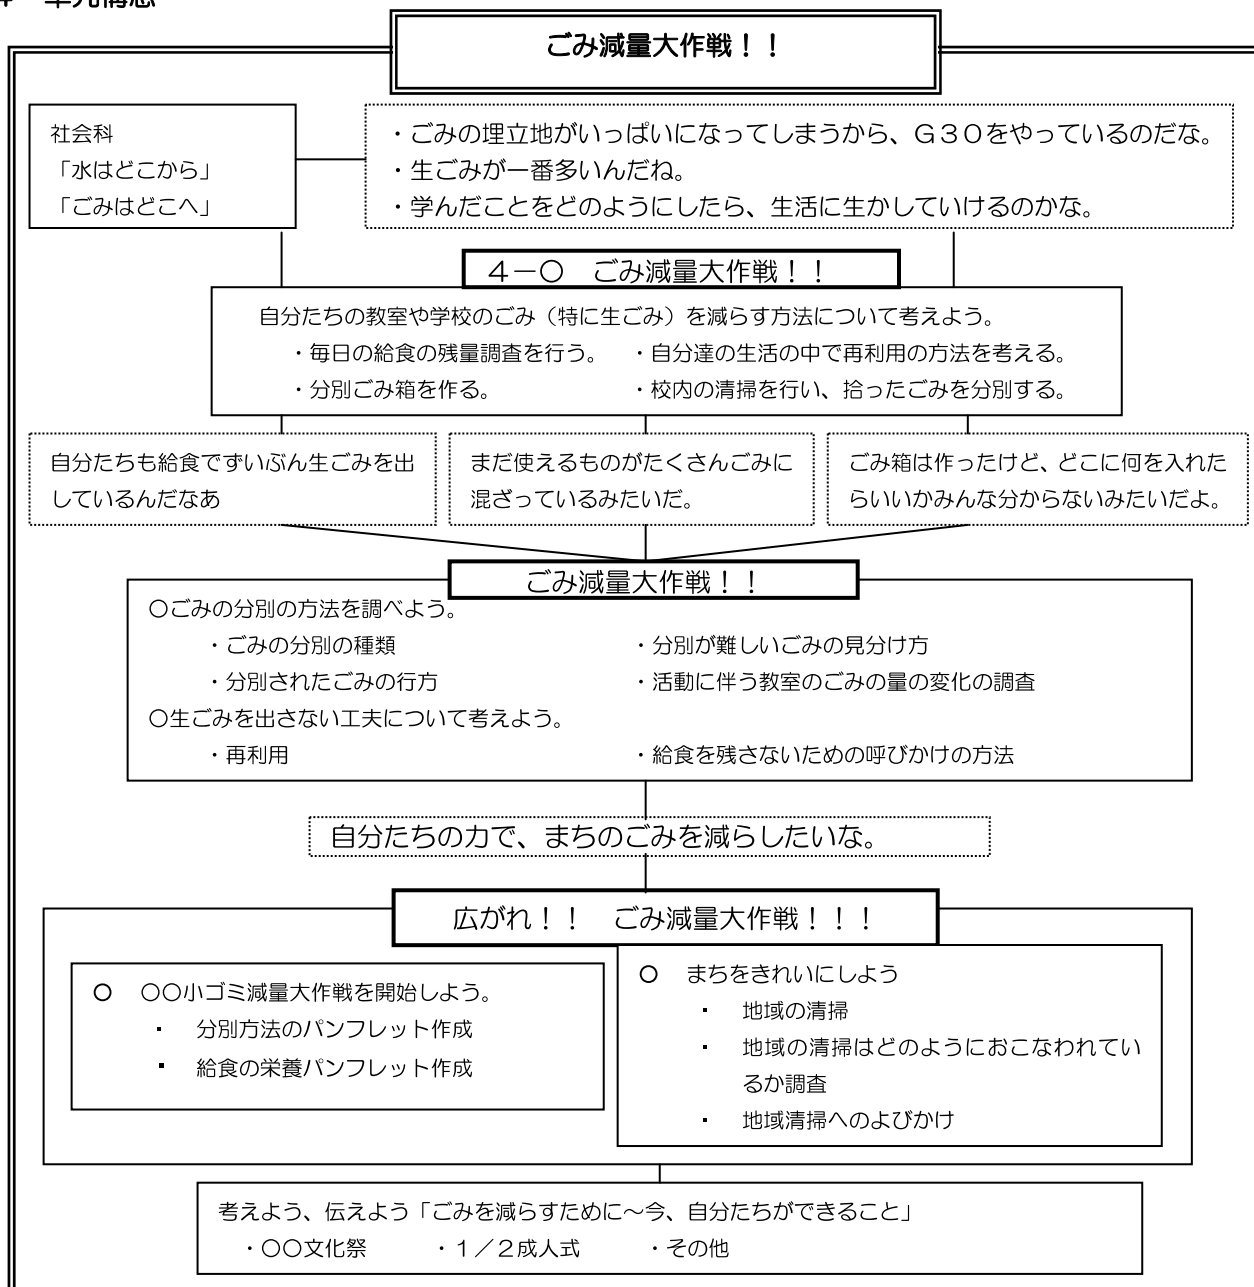 ４　単元構想
ごみ減量大作戦！！
社会科
「水はどこから」
「ごみはどこへ」
・ごみの埋立地がいっぱいになってしまうから、Ｇ３０をやっているのだな。
・生ごみが一番多いんだね。
・学んだことをどのようにしたら、生活に生かしていけるのかな。
４－○　ごみ減量大作戦！！
自分たちの教室や学校のごみ（特に生ごみ）を減らす方法について考えよう。
・毎日の給食の残量調査を行う。　・自分達の生活の中で再利用の方法を考える。
・分別ごみ箱を作る。　・校内の清掃を行い、拾ったごみを分別する。
自分たちも給食でずいぶん生ごみを出
しているんだなあ
まだ使えるものがたくさんごみに
混ざっているみたいだ。
ごみ箱は作ったけど、どこに何を入れた
らいいかみんな分からないみたいだよ。
ごみ減量大作戦！！
○ごみの分別の方法を調べよう。
・ごみの分別の種類　・分別が難しいごみの見分け方
・分別されたごみの行方　・活動に伴う教室のごみの量の変化の調査
○生ごみを出さない工夫について考えよう。
・再利用　・給食を残さないための呼びかけの方法
自分たちの力で、まちのごみを減らしたいな。
広がれ！！　ごみ減量大作戦！！！
○　○○小ゴミ減量大作戦を開始しよう。
・　分別方法のパンフレット作成
・　給食の栄養パンフレット作成
○　まちをきれいにしよう
・　地域の清掃
・　地域の清掃はどのようにおこなわれてい
るか調査
・　地域清掃へのよびかけ
考えよう、伝えよう「ごみを減らすために～今、自分たちができること」
・○○文化祭　・１／２成人式　・その他